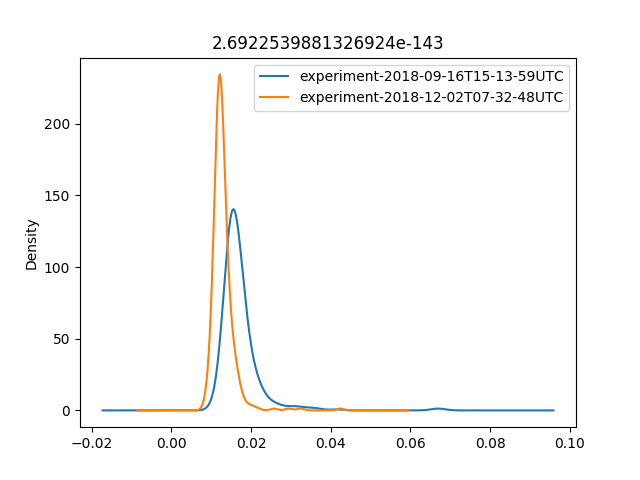 2.6922539881326924e-143
experiment-2018-09-16T15-13-59UTC
experiment-2018-12-02T07-32-48UTC
Density
200
150
100
50
0
−0.02 0.00 0.02 0.04 0.06 0.08 0.10